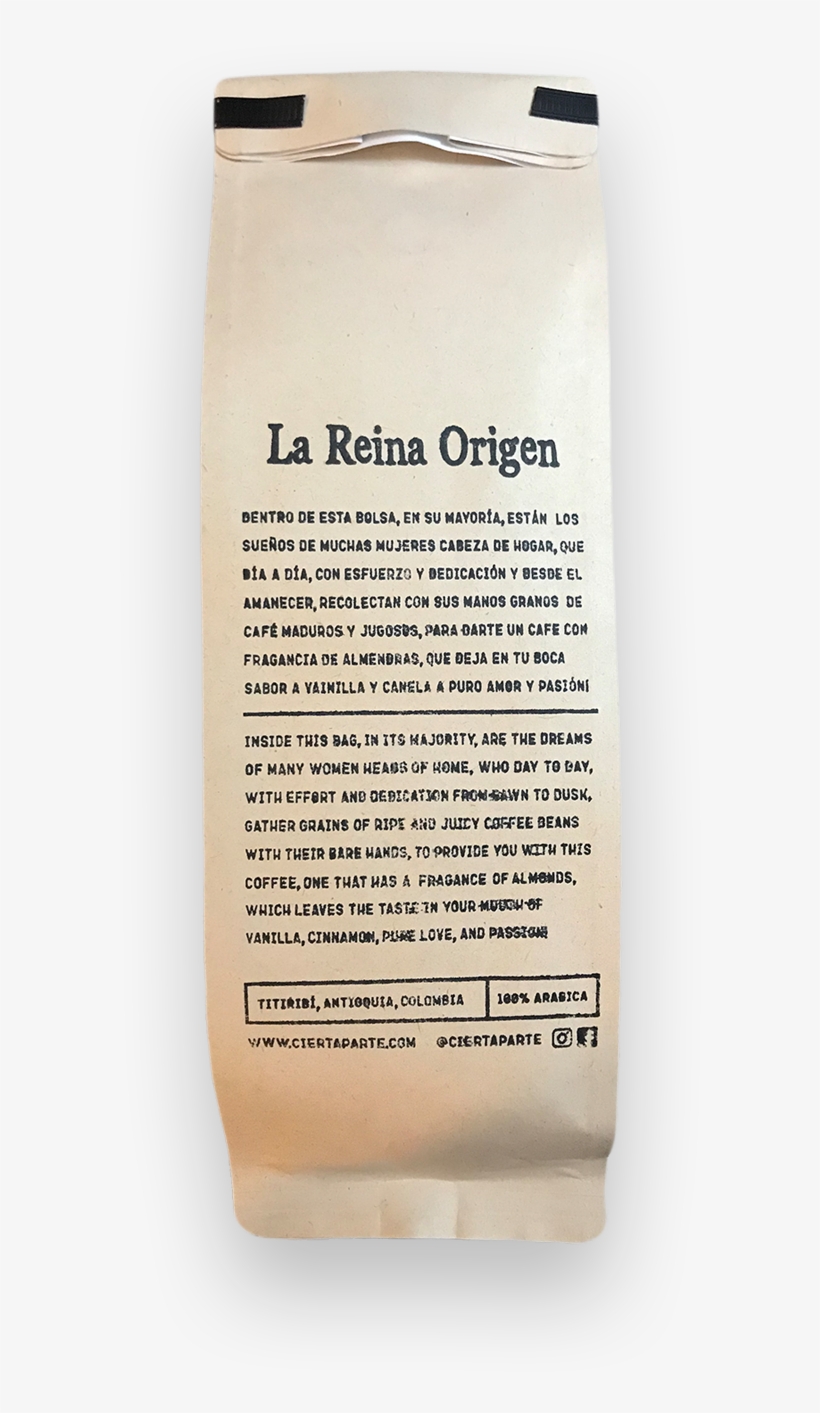 La Reina Origen
DENTRO DE ESTA BOLSA, EN SU MAYORÍA, ESTÁN LOS
SUEÑOS DE MUCHAS MUJERES CABEZA DE HOGAR, QUE
DÍA A DÍA, CON ESFUERZO Y DEDICACIÓN Y DESDE EL
AMANECER, RECOLECTAN CON SUS MANOS GRANOS DE
CAFÉ MADUROS Y JUGOSOS, PARA DARTE UN CAFE CON
FRAGANCIA DE ALMENDRAS, QUE DEJA EN TU BOCA
SABOR A VAINILLA Y CANELA A PURO AMOR Y PASIÓN!
INSIDE THIS BAG, IN ITS MAJORITY, ARE THE DREAMS
OF MANY WOMEN HEADS OF HOME, WHO DAY TO DAY,
WITH EFFORT AND DEDICATION FROM DAWN TO DUSK,
GATHER GRAINS OF RIPE AND JUICY COFFEE BEANS
WITH THEIR BARE HANDS, TO PROVIDE YOU WITH THIS
COFFEE, ONE THAT HAS A FRAGANCE OF ALMONDS,
WHICH LEAVES THE TASTE IN YOUR MOUTH OF
VANILLA, CINNAMON, PURE LOVE, AND PASSION!
TITIRIBÍ, ANTIOQUIA, COLOMBIA 100% ARABICA
WWW.CIERTAPARTE.COM @CIERTAPARTE